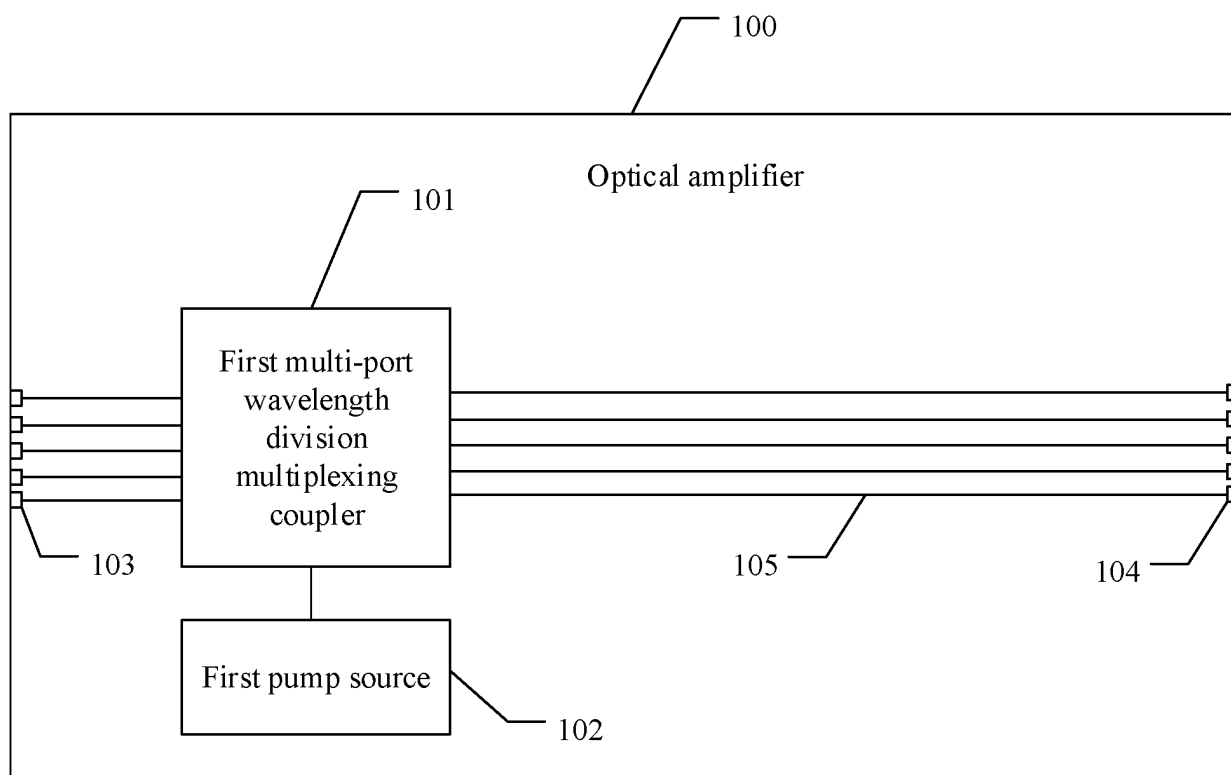 100
Optical amplifier
101
First multi-port
wavelength
division
multiplexing
coupler
103
105
104
First pump source
102